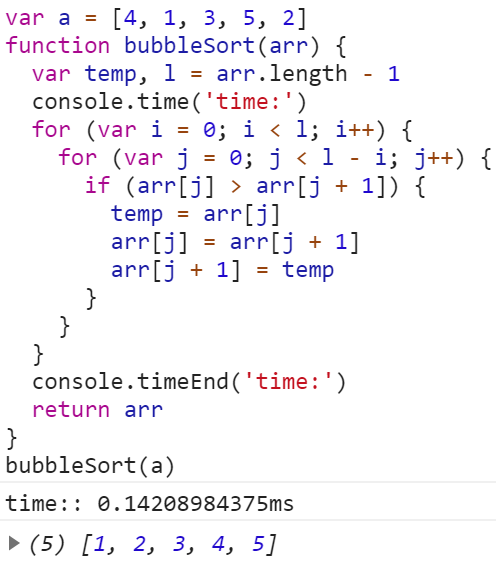 var a = [4, 1, 3, 5, 2]
function bubbleSort(arr) {
  var temp, l = arr.length - 1
  console.time('time:')
  for (var i = 0; i < l; i++) {
    for (var j = 0; j < l - i; j++) {
      if (arr[j] > arr[j + 1]) {
        temp = arr[j]
        arr[j] = arr[j + 1]
        arr[j + 1] = temp
      }
    }
  }
  console.timeEnd('time:')
  return arr
}
bubbleSort(a)
time:: 0.14208984375ms
(5) [1, 2, 3, 4, 5]